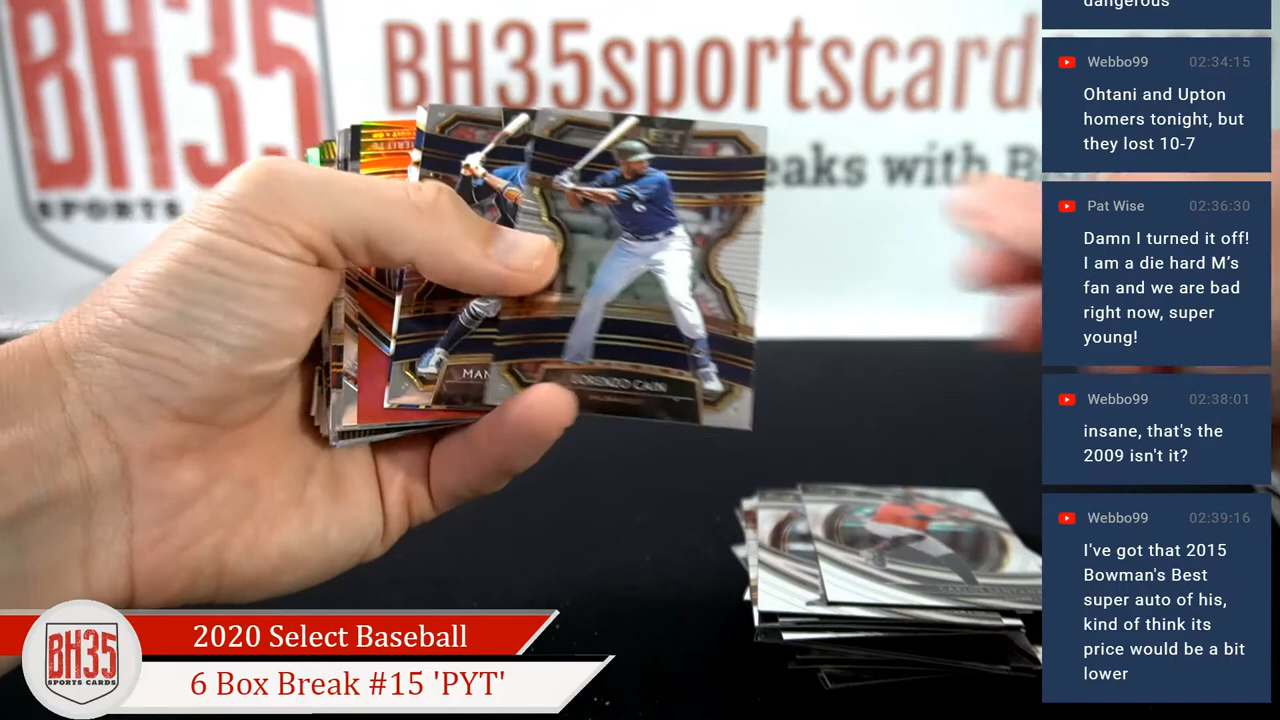 BH35
SPORTS
BH35sportscard
eaks with B
LORENZO CAIN
MAN
2020 Select Baseball
6 Box Break #15 'PYT'
BH35
SPORTS CARDS
dangerous
Webbo99 02:34:15
Ohtani and Upton
homers tonight, but
they lost 10-7
Pat Wise 02:36:30
Damn I turned it off!
I am a die hard M's
fan and we are bad
right now, super
young!
Webbo99 02:38:01
insane, that's the
2009 isn't it?
Webbo99 02:39:16
I've got that 2015
Bowman's Best
super auto of his,
kind of think its
price would be a bit
lower